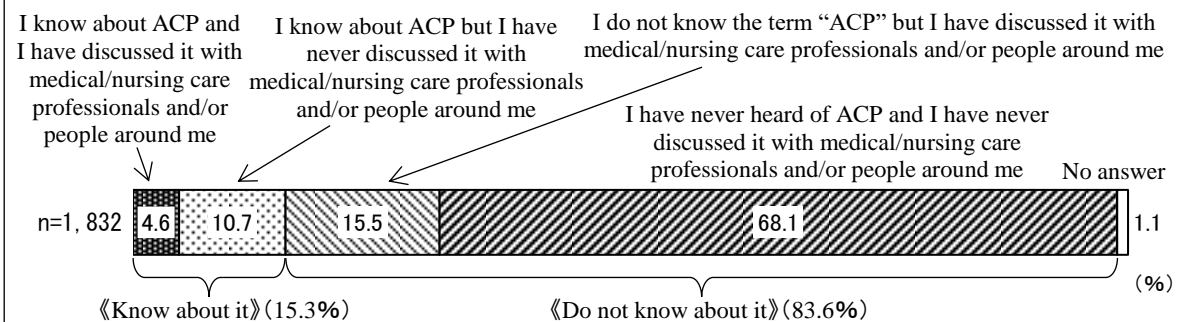 I know about ACP and
I have discussed it with
medical/nursing care
professionals and/or
people around me
I know about ACP but I have
never discussed it with
medical/nursing care professionals
and/or people around me
I do not know the term “ACP” but I have discussed it with
medical/nursing care professionals and/or people around me
I have never heard of ACP and I have never
discussed it with medical/nursing care
professionals and/or people around me
No answer
n=1,832 4.6 10.7 15.5 68.1 1.1
(%)
《Know about it》(15.3%) 《Do not know about it》(83.6%)